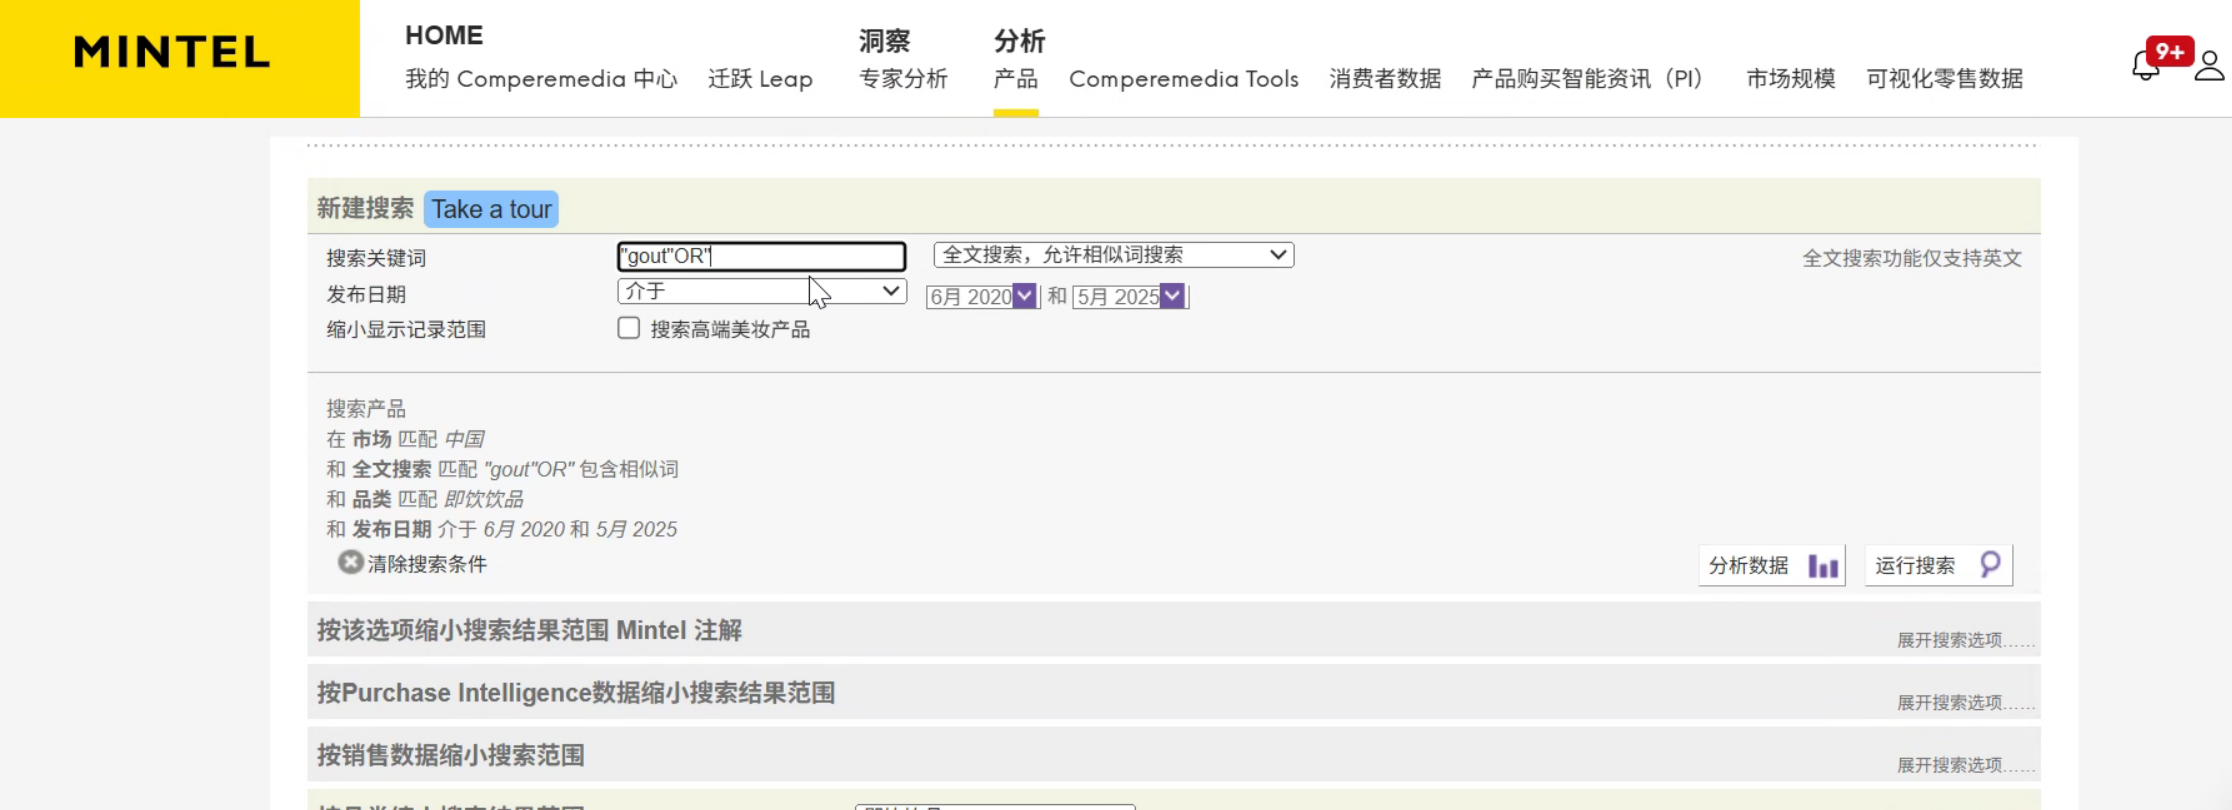 MINTEL
HOME
洞察
分析
我的 Comperemedia 中心
迁跃 Leap
专家分析
产品
Comperemedia Tools
消费者数据
产品购买智能资讯（PI）
市场规模
可视化零售数据
9+
新建搜索 Take a tour
搜索关键词 "gout"OR" 全文搜索，允许相似词搜索 全文搜索功能仅支持英文
发布日期 介于 6月 2020 和 5月 2025
缩小显示记录范围 搜索高端美妆产品
搜索产品
在 市场 匹配 中国
和 全文搜索 匹配 "gout"OR" 包含相似词
和 品类 匹配 即饮饮品
和 发布日期 介于 6月 2020 和 5月 2025
清除搜索条件
分析数据 运行搜索
按该选项缩小搜索结果范围 Mintel 注解
展开搜索选项……
按Purchase Intelligence数据缩小搜索结果范围
展开搜索选项……
按销售数据缩小搜索范围
展开搜索选项……